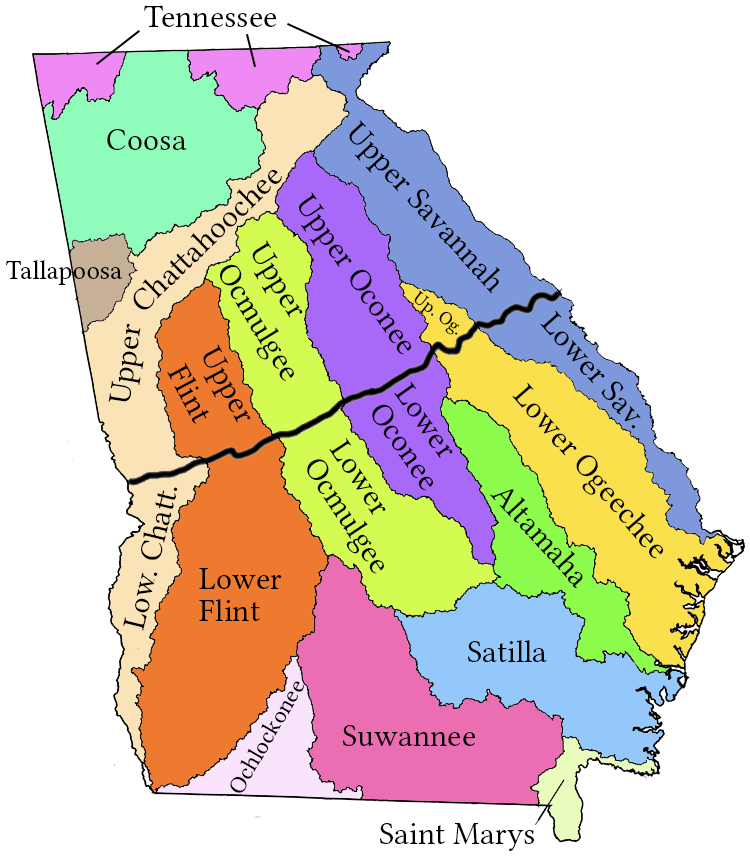 Tennessee
Coosa
Upper Savannah
Upper Chattahoochee
Upper Oconee
Tallapoosa
Upper
Ocmulgee
Up. Og.
Lower Sav.
Upper
Flint
Lower
Oconee
Lower Ogeechee
Lower
Ocmulgee
Low. Chatt.
Altamaha
Lower
Flint
Satilla
Ochlockonee
Suwannee
Saint Marys